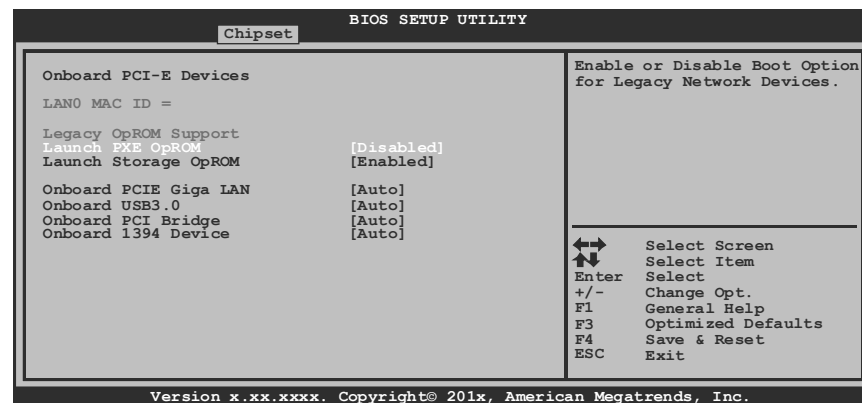 BIOS SETUP UTILITY
Chipset
Onboard PCI-E Devices
LAN0 MAC ID =
Legacy OpROM Support
Launch PXE OpROM [Disabled]
Launch Storage OpROM [Enabled]
Onboard PCIE Giga LAN [Auto]
Onboard USB3.0 [Auto]
Onboard PCI Bridge [Auto]
Onboard 1394 Device [Auto]
Enable or Disable Boot Option
for Legacy Network Devices.
Select Screen
Select Item
Enter Select
+/- Change Opt.
F1 General Help
F3 Optimized Defaults
F4 Save & Reset
ESC Exit
Version x.xx.xxxx. Copyright© 201x, American Megatrends, Inc.